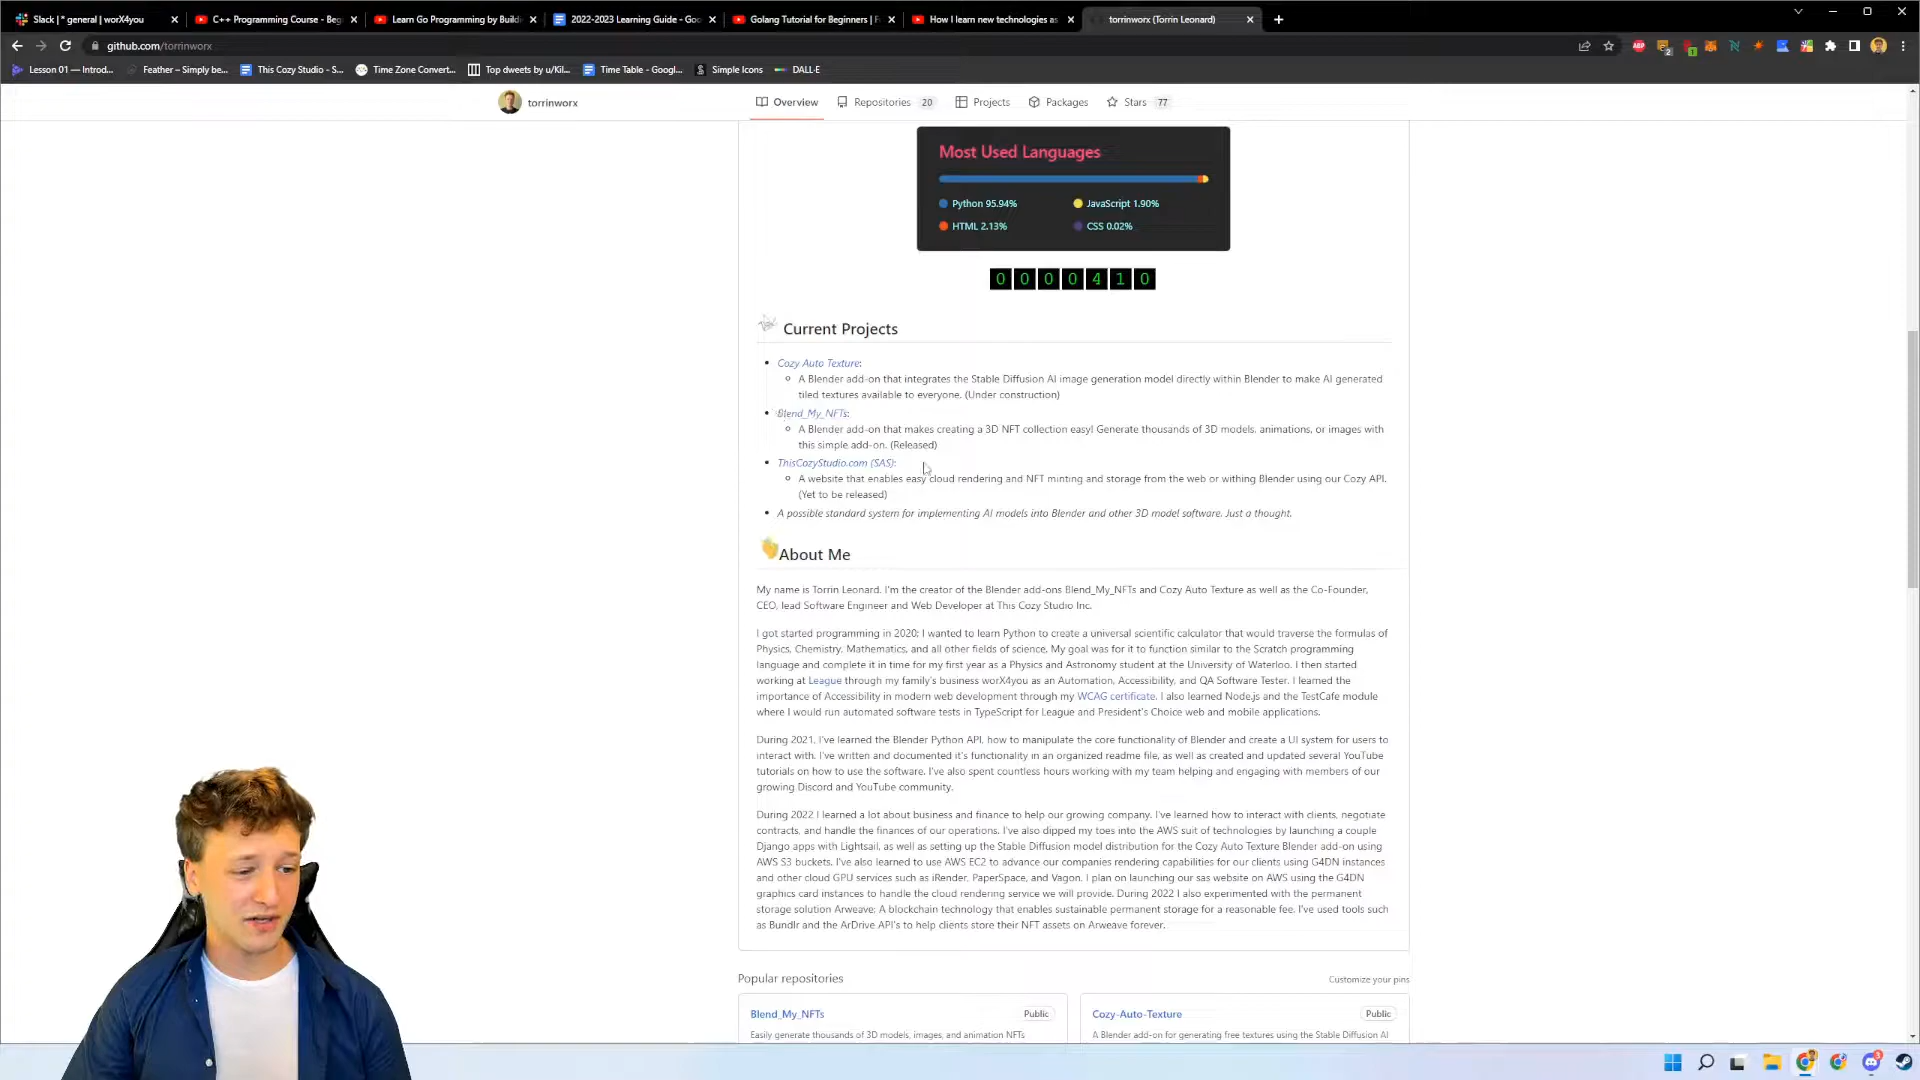 Slack | * general | worX4you
C++ Programming Course - Beg
Learn Go Programming by Buildi
2022-2023 Learning Guide - Goo
Golang Tutorial for Beginners | F
How I learn new technologies as
torrinworx (Torrin Leonard)
github.com/torrinworx
Lesson 01 — Introd...
Feather – Simply be...
This Cozy Studio - S...
Time Zone Convert...
Top dweets by u/Kil...
Time Table - Googl...
Simple Icons
DALL·E
torrinworx
Overview
Repositories 20
Projects
Packages
Stars 77
Most Used Languages
Python 95.94%
JavaScript 1.90%
HTML 2.13%
CSS 0.02%
0 0 0 0 4 1 0
Current Projects
Cozy Auto Texture:
A Blender add-on that integrates the Stable Diffusion AI image generation model directly within Blender to make AI generated
tiled textures available to everyone. (Under construction)
Blend_My_NFTs:
A Blender add-on that makes creating a 3D NFT collection easy! Generate thousands of 3D models, animations, or images with
this simple add-on. (Released)
ThisCozyStudio.com (SAS):
A website that enables easy cloud rendering and NFT minting and storage from the web or withing Blender using our Cozy API.
(Yet to be released)
A possible standard system for implementing AI models into Blender and other 3D model software. Just a thought.
About Me
My name is Torrin Leonard. I'm the creator of the Blender add-ons Blend_My_NFTs and Cozy Auto Texture as well as the Co-Founder,
CEO, lead Software Engineer and Web Developer at This Cozy Studio Inc.
I got started programming in 2020; I wanted to learn Python to create a universal scientific calculator that would traverse the formulas of
Physics, Chemistry, Mathematics, and all other fields of science. My goal was for it to function similar to the Scratch programming
language and complete it in time for my first year as a Physics and Astronomy student at the University of Waterloo. I then started
working at League through my family's business worX4you as an Automation, Accessibility, and QA Software Tester. I learned the
importance of Accessibility in modern web development through my WCAG certificate. I also learned Node.js and the TestCafe module
where I would run automated software tests in TypeScript for League and President's Choice web and mobile applications.
During 2021, I've learned the Blender Python API, how to manipulate the core functionality of Blender and create a UI system for users to
interact with. I've written and documented it's functionality in an organized readme file, as well as created and updated several YouTube
tutorials on how to use the software. I've also spent countless hours working with my team helping and engaging with members of our
growing Discord and YouTube community.
During 2022 I learned a lot about business and finance to help our growing company. I've learned how to interact with clients, negotiate
contracts, and handle the finances of our operations. I've also dipped my toes into the AWS suit of technologies by launching a couple
Django apps with Lightsail, as well as setting up the Stable Diffusion model distribution for the Cozy Auto Texture Blender add-on using
AWS S3 buckets. I've also learned to use AWS EC2 to advance our companies rendering capabilities for our clients using G4DN instances
and other cloud GPU services such as iRender, PaperSpace, and Vagon. I plan on launching our sas website on AWS using the G4DN
graphics card instances to handle the cloud rendering service we will provide. During 2022 I also experimented with the permanent
storage solution Arweave: A blockchain technology that enables sustainable permanent storage for a reasonable fee. I've used tools such
as Bundlr and the ArDrive API's to help clients store their NFT assets on Arweave forever.
Popular repositories
Customize your pins
Blend_My_NFTs
Public
Easily generate thousands of 3D models, images, and animation NFTs
Cozy-Auto-Texture
Public
A Blender add-on for generating free textures using the Stable Diffusion AI